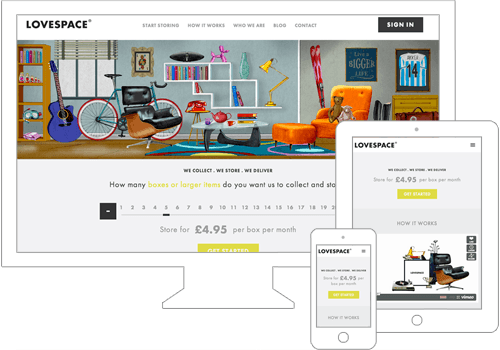 LOVESPACE®
START STORING HOW IT WORKS WHO WE ARE BLOG CONTACT
SIGN IN
BIGGER
LIFE
WE COLLECT . WE STORE . WE DELIVER
How many boxes or larger items do you want us to collect and sto
- 1 2 3 4 5 6 7 8 9 10 11 12 13 14 15 16 17 18 19 20 2
Store for £4.95 per box per month
GET STARTED
LOVESPACE®
WE COLLECT . WE STORE . WE DELIVER
Store for £4.95 per box per month
GET STARTED
HOW IT WORKS
vimeo
LOVESPACE®
WE COLLECT . WE STORE . WE DELIVER
Store for £4.95
per box per month
GET STARTED
HOW IT WORKS